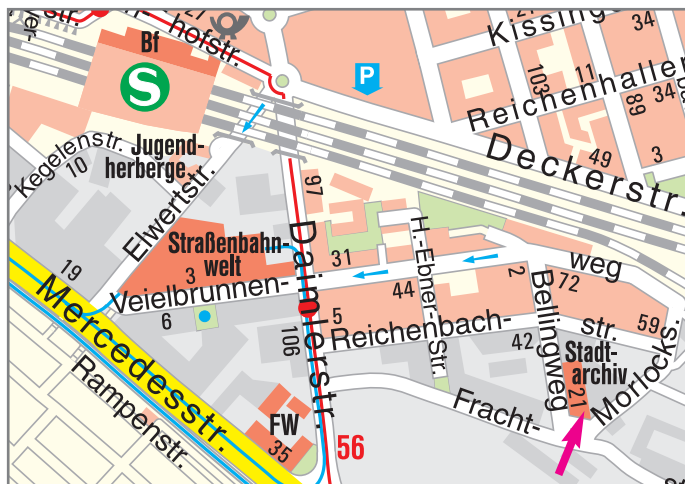 27
hofstr.
Bf
S
P
Kissing
Reichenhaller
103
11
34
34
89
49
3
Deckerstr.
Kegelenstr.
10
Jugend-
herberge
Elwertstr.
97
Daimlerstr.
Straßenbahn-
welt
3
31
H.-Ebner-Str.
weg
19
Veielbrunnen-
6
44
2
72
Bellingweg
Mercedesstr.
5
Reichenbach-
str.
59
106
42
Stadt-
archiv
21
Morlocks.
Rampenstr.
FW
35
56
Fracht-